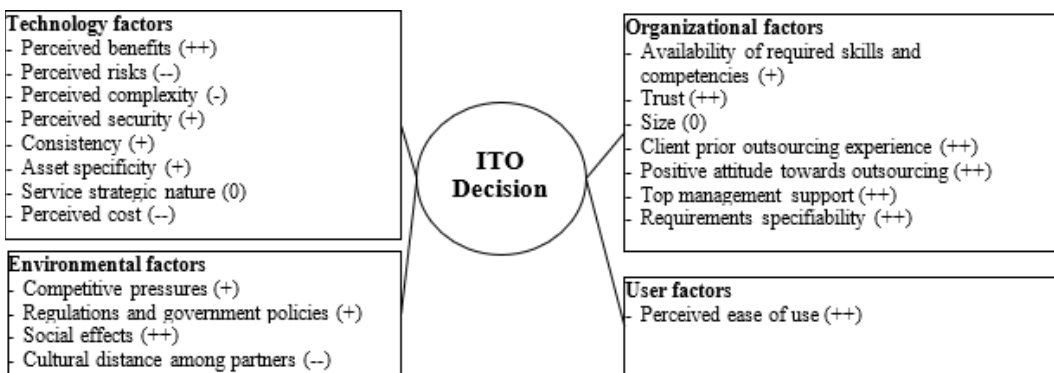 Technology factors
- Perceived benefits (++)
- Perceived risks (--)
- Perceived complexity (-)
- Perceived security (+)
- Consistency (+)
- Asset specificity (+)
- Service strategic nature (0)
- Perceived cost (--)
Environmental factors
- Competitive pressures (+)
- Regulations and government policies (+)
- Social effects (++)
- Cultural distance among partners (--)
ITO
Decision
Organizational factors
- Availability of required skills and
competencies (+)
- Trust (++)
- Size (0)
- Client prior outsourcing experience (++)
- Positive attitude towards outsourcing (++)
- Top management support (++)
- Requirements specifiability (++)
User factors
- Perceived ease of use (++)